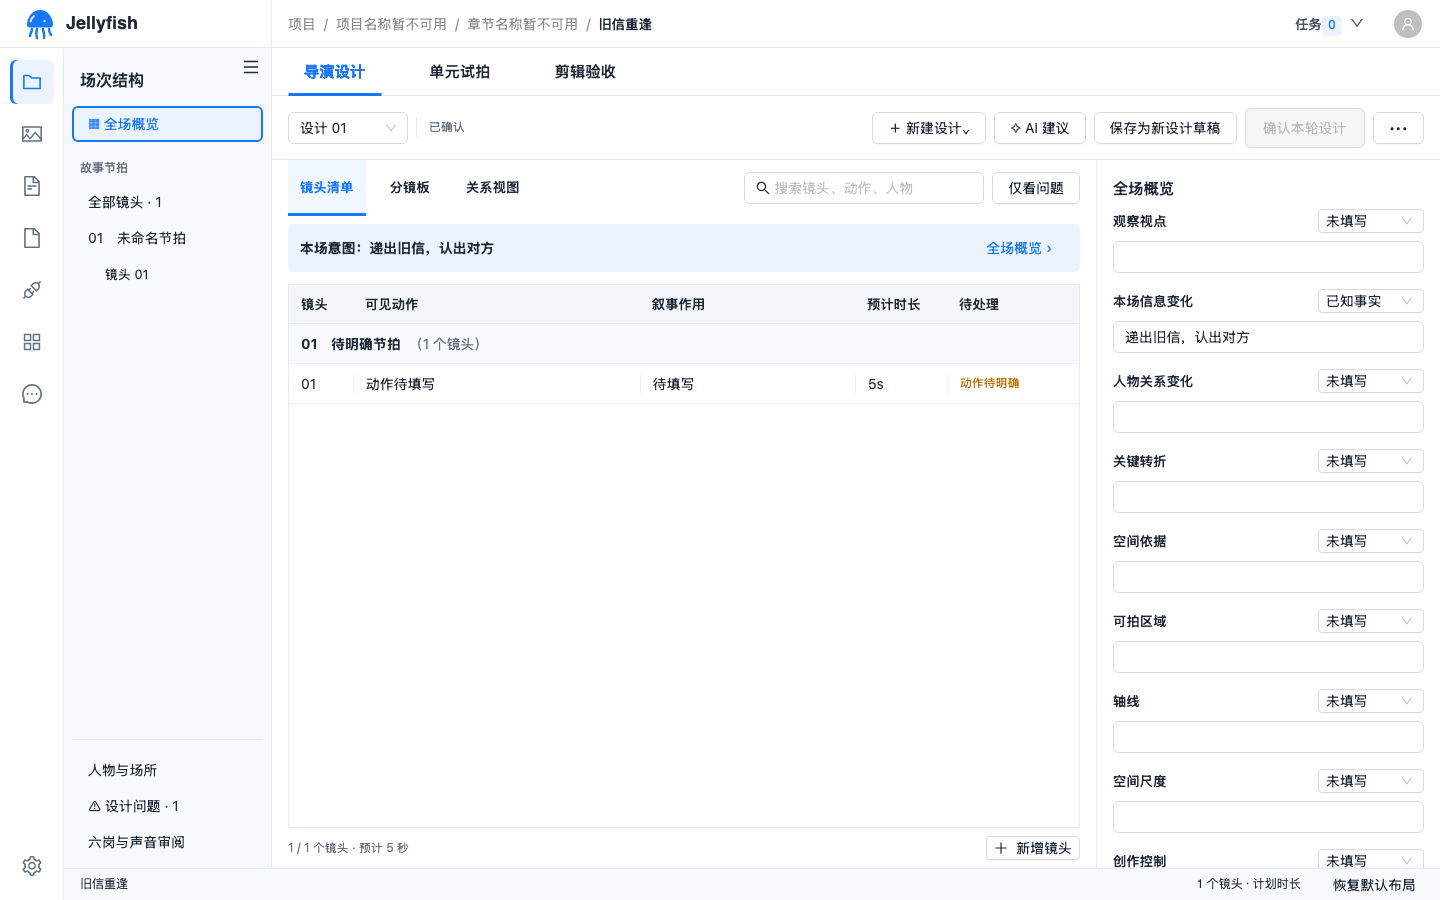 Jellyfish
项目 / 项目名称暂不可用 / 章节名称暂不可用 / 旧信重逢
任务 0
场次结构
全场概览
故事节拍
全部镜头 · 1
01 未命名节拍
镜头 01
人物与场所
设计问题 · 1
六岗与声音审阅
导演设计 单元试拍 剪辑验收
设计 01 已确认
新建设计 AI 建议 保存为新设计草稿 确认本轮设计 ···
镜头清单 分镜板 关系视图
搜索镜头、动作、人物 仅看问题
本场意图：递出旧信，认出对方 全场概览 ›
镜头 可见动作 叙事作用 预计时长 待处理
01 待明确节拍 （1 个镜头）
01 动作待填写 待填写 5s 动作待明确
1 / 1 个镜头 · 预计 5 秒 新增镜头
全场概览
观察视点 未填写
本场信息变化 已知事实
递出旧信，认出对方
人物关系变化 未填写
关键转折 未填写
空间依据 未填写
可拍区域 未填写
轴线 未填写
空间尺度 未填写
创作控制 未填写
旧信重逢 1 个镜头 · 计划时长 恢复默认布局